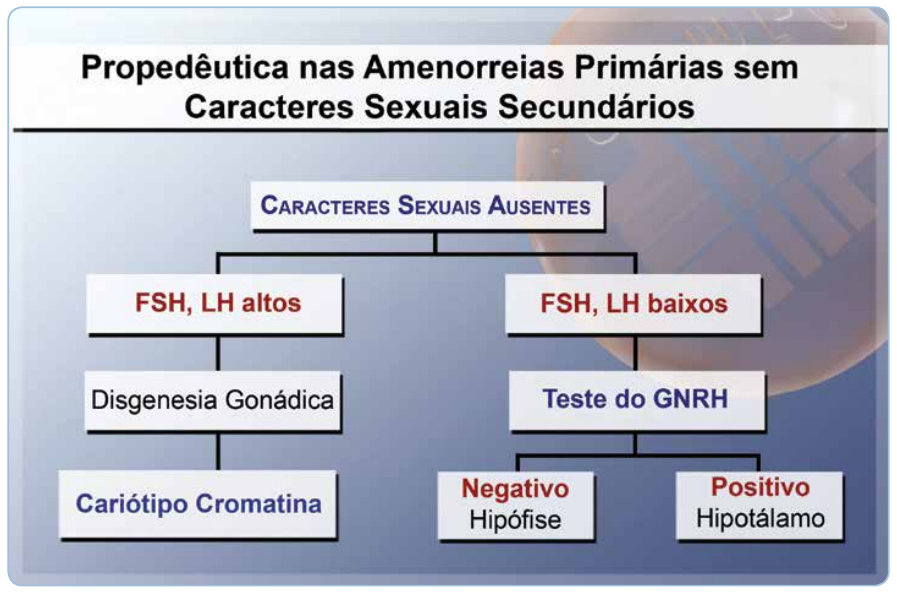 Propedêutica nas Amenorreias Primárias sem
Caracteres Sexuais Secundários
CARACTERES SEXUAIS AUSENTES
FSH, LH altos
FSH, LH baixos
Disgenesia Gonádica
Teste do GNRH
Cariótipo Cromatina
Negativo
Hipófise
Positivo
Hipotálamo